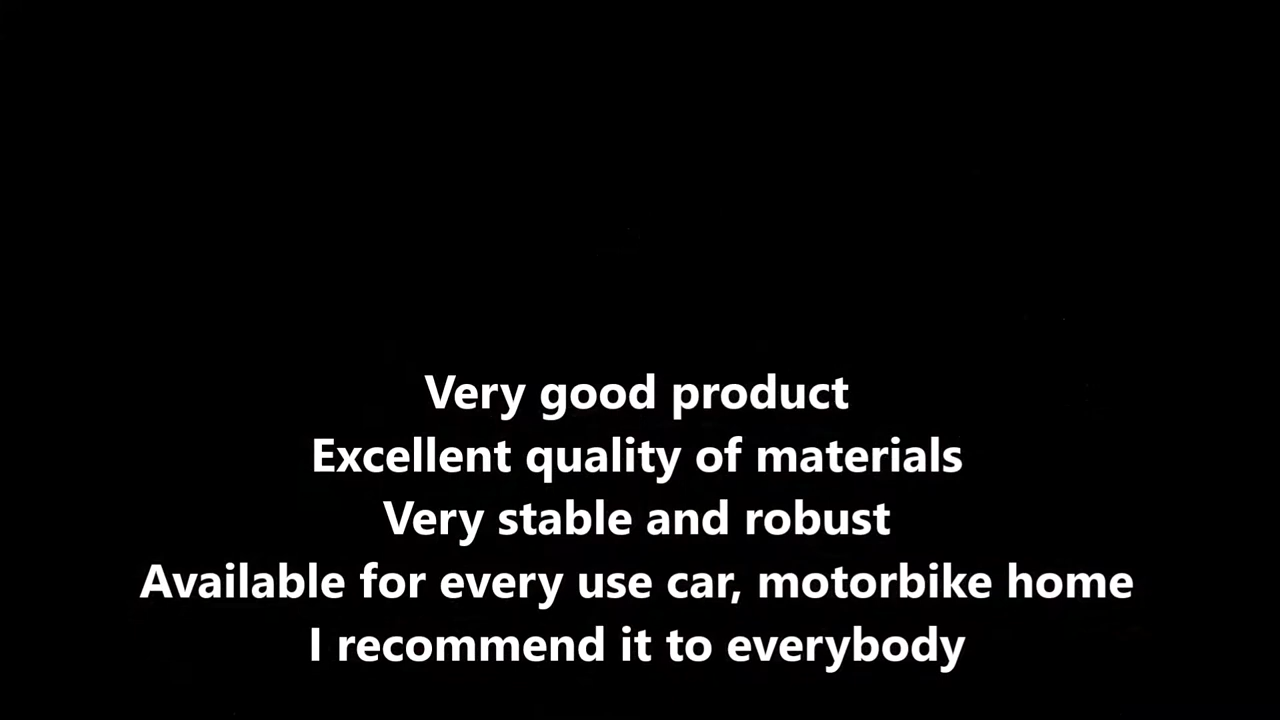 Very good product
Excellent quality of materials
Very stable and robust
Available for every use car, motorbike home
I recommend it to everybody